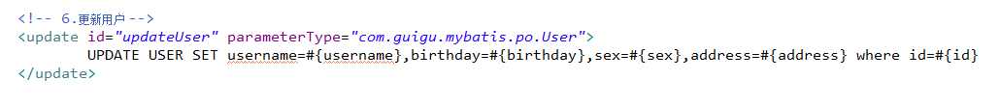 <!-- 6.更新用户 -->
<update id="updateUser" parameterType="com.guigu.mybatis.po.User">
UPDATE USER SET username=#{username},birthday=#{birthday},sex=#{sex},address=#{address} where id=#{id}
</update>